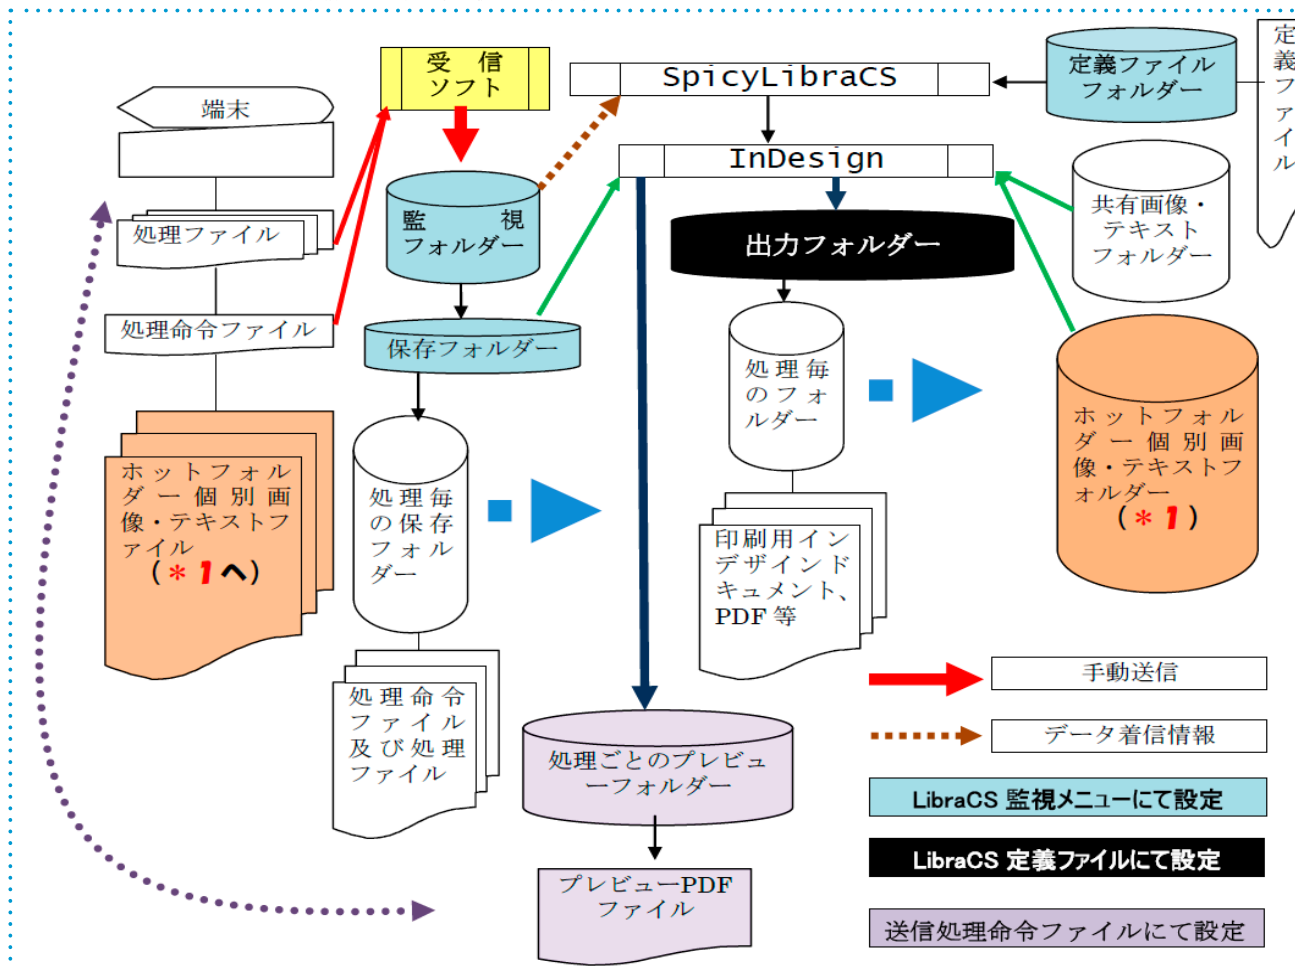 受 信
ソフト
SpicyLibraCS
定義ファイル
フォルダー
定
義
フ
ァ
イ
ル
端末
InDesign
監 視
フォルダー
共有画像・
テキスト
フォルダー
処理ファイル
出力フォルダー
処理命令ファイル
保存フォルダー
処理毎
のフォ
ルダー
ホットフォル
ダー個別画
像・テキストフ
ォルダー
(*1)
ホットフォル
ダー個別画
像・テキストフ
ァイル
(*1へ)
処理毎
の保存
フォル
ダー
印刷用イン
デザインド
キュメント、
PDF 等
処理命令
ファイル
及び処理
ファイル
処理ごとのプレビュ
ーフォルダー
プレビューPDF
ファイル
手動送信
データ着信情報
LibraCS 監視メニューにて設定
LibraCS 定義ファイルにて設定
送信処理命令ファイルにて設定